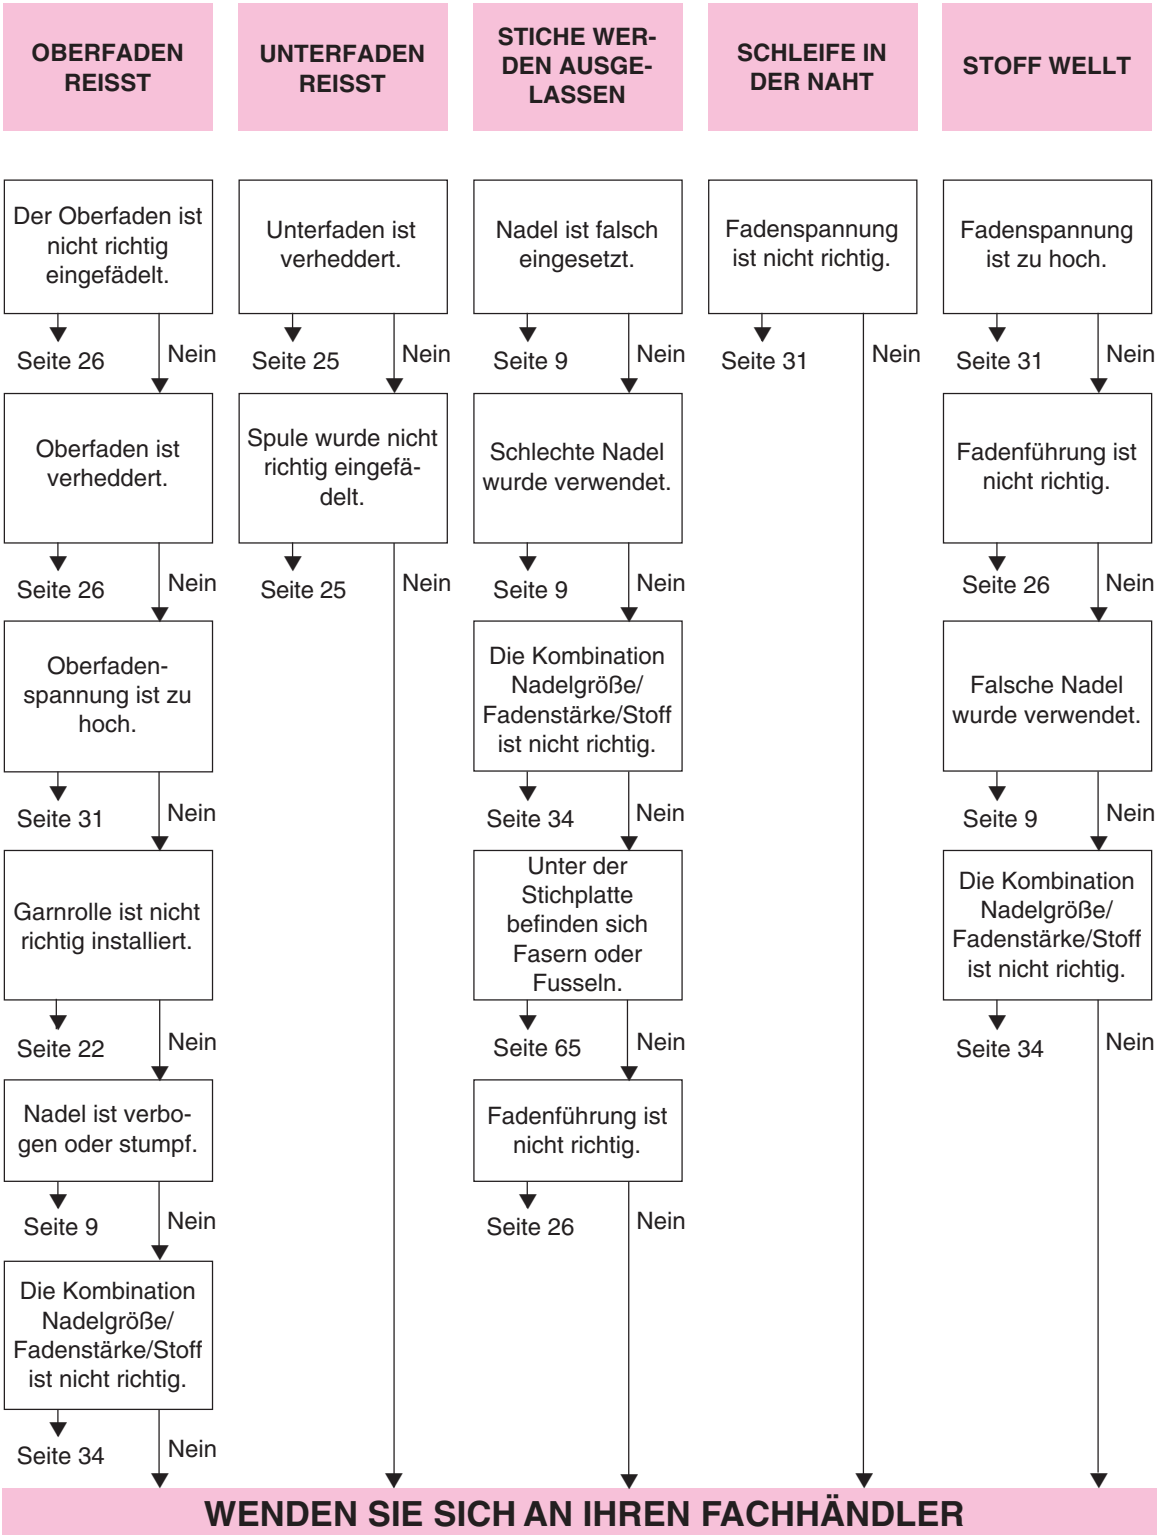 OBERFADEN
REISST
UNTERFADEN
REISST
STICHE WER-
DEN AUSGE-
LASSEN
SCHLEIFE IN
DER NAHT
STOFF WELLT
Der Oberfaden ist
nicht richtig
eingefädelt.
Seite 26
Nein
Oberfaden ist
verheddert.
Seite 26
Nein
Oberfaden-
spannung ist zu
hoch.
Seite 31
Nein
Garnrolle ist nicht
richtig installiert.
Seite 22
Nein
Nadel ist verbo-
gen oder stumpf.
Seite 9
Nein
Die Kombination
Nadelgröße/
Fadenstärke/Stoff
ist nicht richtig.
Seite 34
Nein
Unterfaden ist
verheddert.
Seite 25
Nein
Spule wurde nicht
richtig eingefä-
delt.
Seite 25
Nein
Nadel ist falsch
eingesetzt.
Seite 9
Nein
Schlechte Nadel
wurde verwendet.
Seite 9
Nein
Die Kombination
Nadelgröße/
Fadenstärke/Stoff
ist nicht richtig.
Seite 34
Nein
Unter der
Stichplatte
befinden sich
Fasern oder
Fusseln.
Seite 65
Nein
Fadenführung ist
nicht richtig.
Seite 26
Nein
Fadenspannung
ist nicht richtig.
Seite 31
Nein
Fadenspannung
ist zu hoch.
Seite 31
Nein
Fadenführung ist
nicht richtig.
Seite 26
Nein
Falsche Nadel
wurde verwendet.
Seite 9
Nein
Die Kombination
Nadelgröße/
Fadenstärke/Stoff
ist nicht richtig.
Seite 34
Nein
WENDEN SIE SICH AN IHREN FACHHÄNDLER